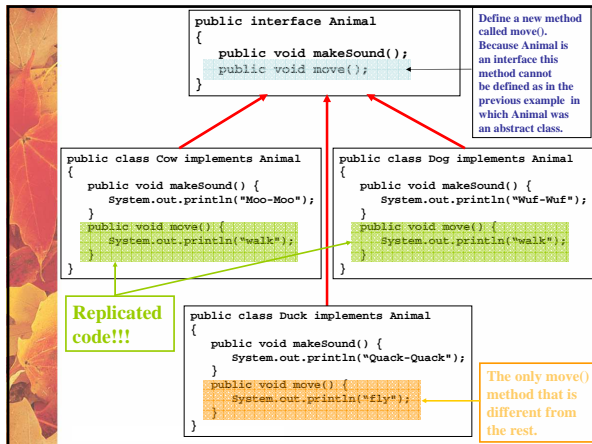 public interface Animal
{
public void makeSound();
public void move();
}
Define a new method
called move().
Because Animal is
an interface this
method cannot
be defined as in the
previous example in
which Animal was
an abstract class.
public class Cow implements Animal
{
public void makeSound() {
System.out.println("Moo-Moo");
}
public void move() {
System.out.println(“walk");
}
}
public class Dog implements Animal
{
public void makeSound() {
System.out.println(“Wuf-Wuf");
}
public void move() {
System.out.println(“walk");
}
}
Replicated
code!!!
public class Duck implements Animal
{
public void makeSound() {
System.out.println(“Quack-Quack");
}
public void move() {
System.out.println(“fly");
}
}
The only move()
method that is
different from
the rest.